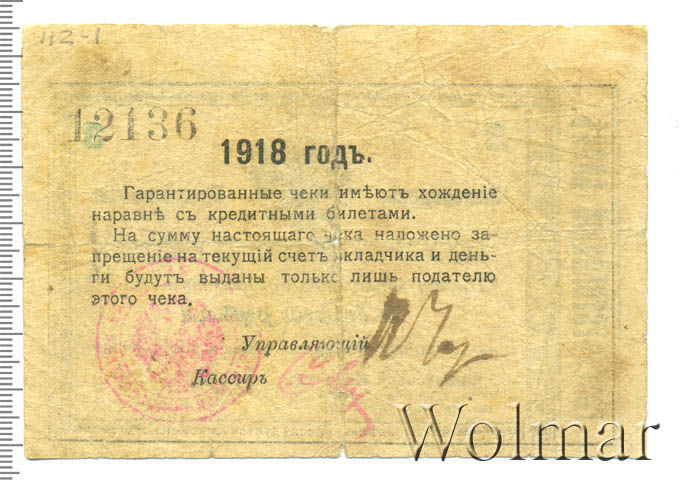 112-1
12136
1918 годъ.
Гарантированные чеки имѣютъ хожденіе
наравнѣ съ кредитными билетами.
На сумму настоящаго чека наложено за-
прещеніе на текущій счетъ вкладчика и день-
ги будутъ выданы только лишь подателю
этого чека.
Управляющій
Кассиръ
Wolmar